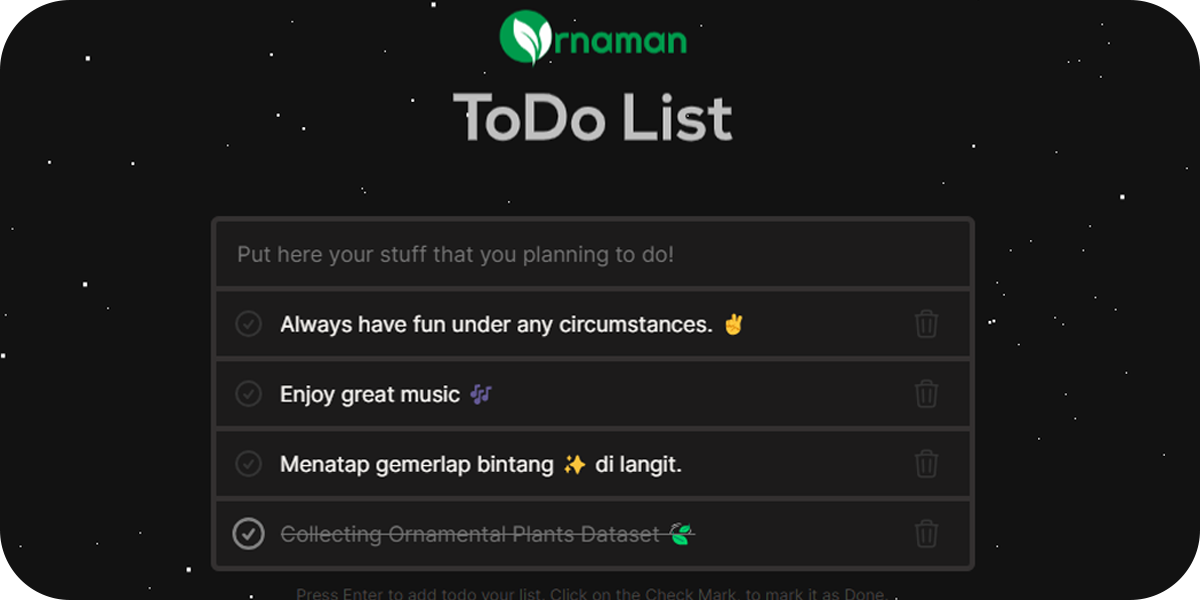 Ornaman
ToDo List
Put here your stuff that you planning to do!
Always have fun under any circumstances. ✌️
Enjoy great music 🎶
Menatap gemerlap bintang ✨ di langit.
Collecting Ornamental Plants Dataset 🌿
Press Enter to add todo your list. Click on the Check Mark, to mark it as Done.